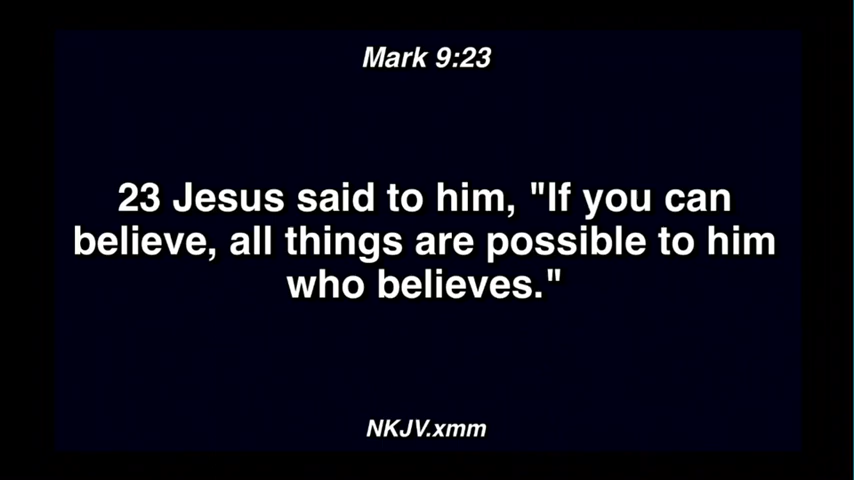 Mark 9:23
23 Jesus said to him, "If you can
believe, all things are possible to him
who believes."
NKJV.xmm